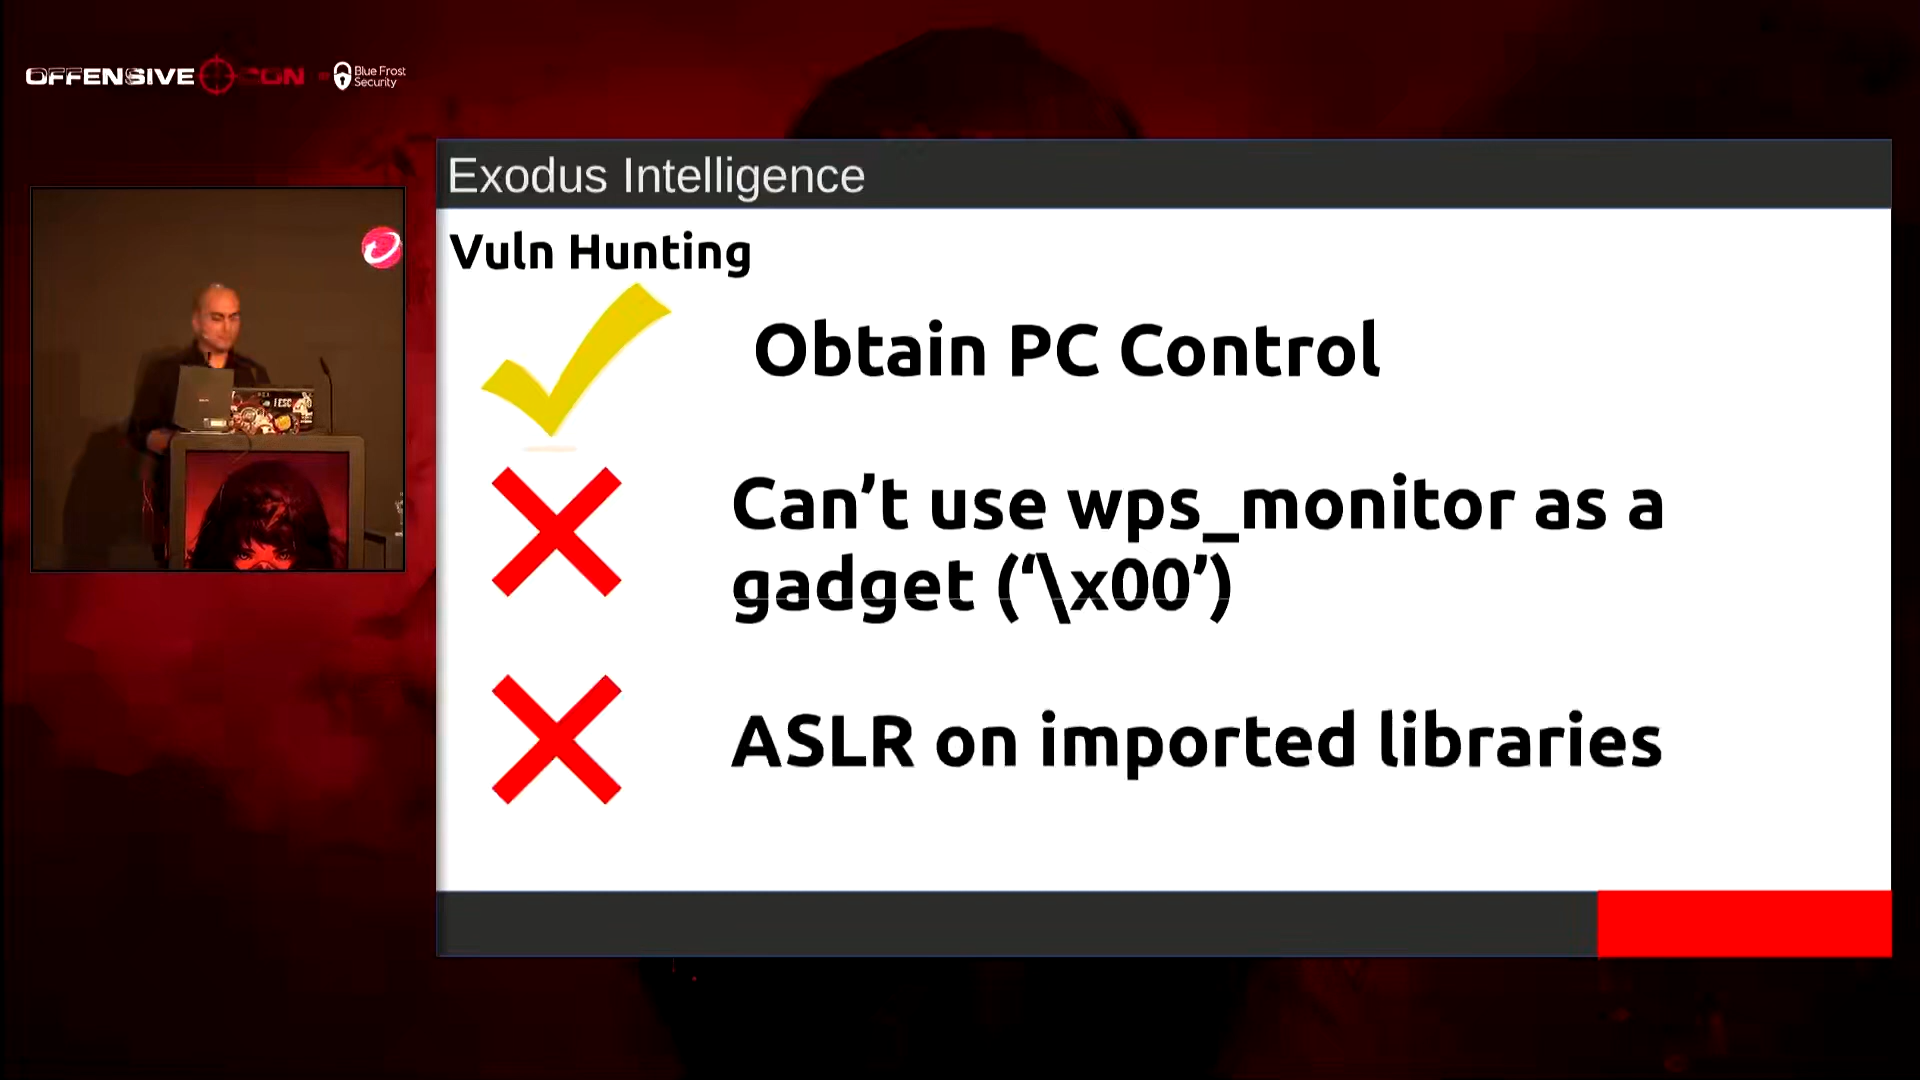 OFFENSIVE CON
Blue Frost
Security
Exodus Intelligence
Vuln Hunting
Obtain PC Control
Can’t use wps_monitor as a
gadget (‘\x00’)
ASLR on imported libraries